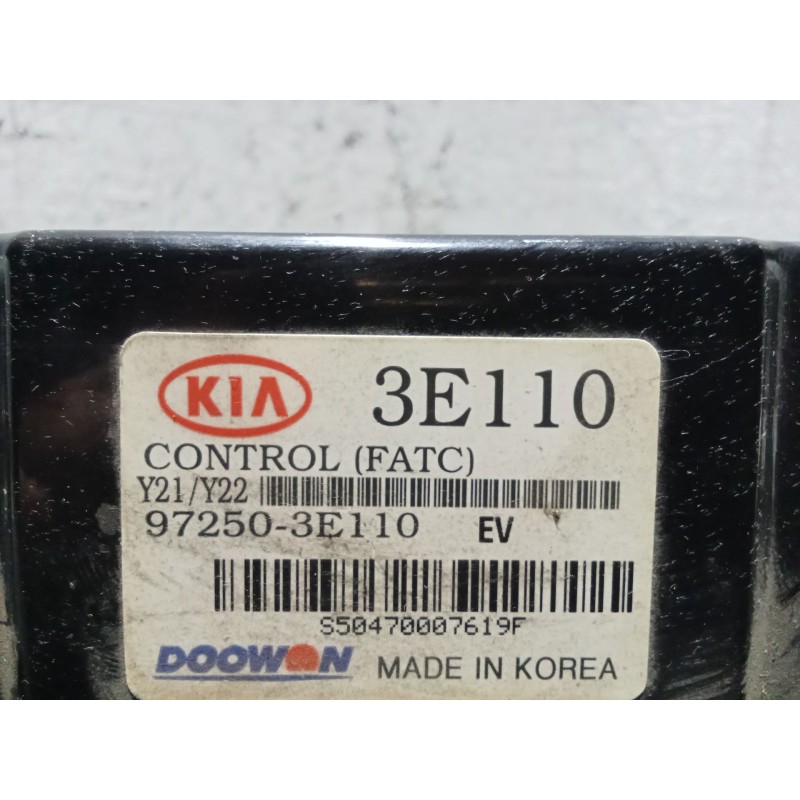 KIA 3E110
CONTROL (FATC)
Y21/Y22
97250-3E110 EV
S50470007619F
DOOWON MADE IN KOREA